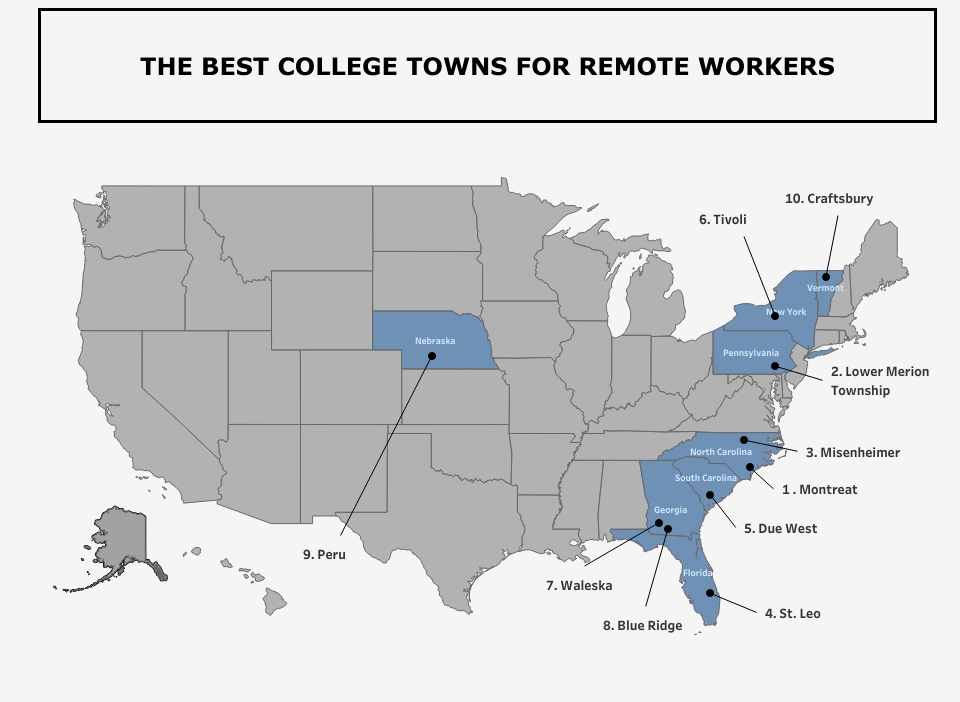 THE BEST COLLEGE TOWNS FOR REMOTE WORKERS
10. Craftsbury
6. Tivoli
Vermont
New York
Nebraska
Pennsylvania
2. Lower Merion
Township
North Carolina
3. Misenheimer
South Carolina
1 . Montreat
Georgia
5. Due West
9. Peru
Florida
7. Waleska
4. St. Leo
8. Blue Ridge